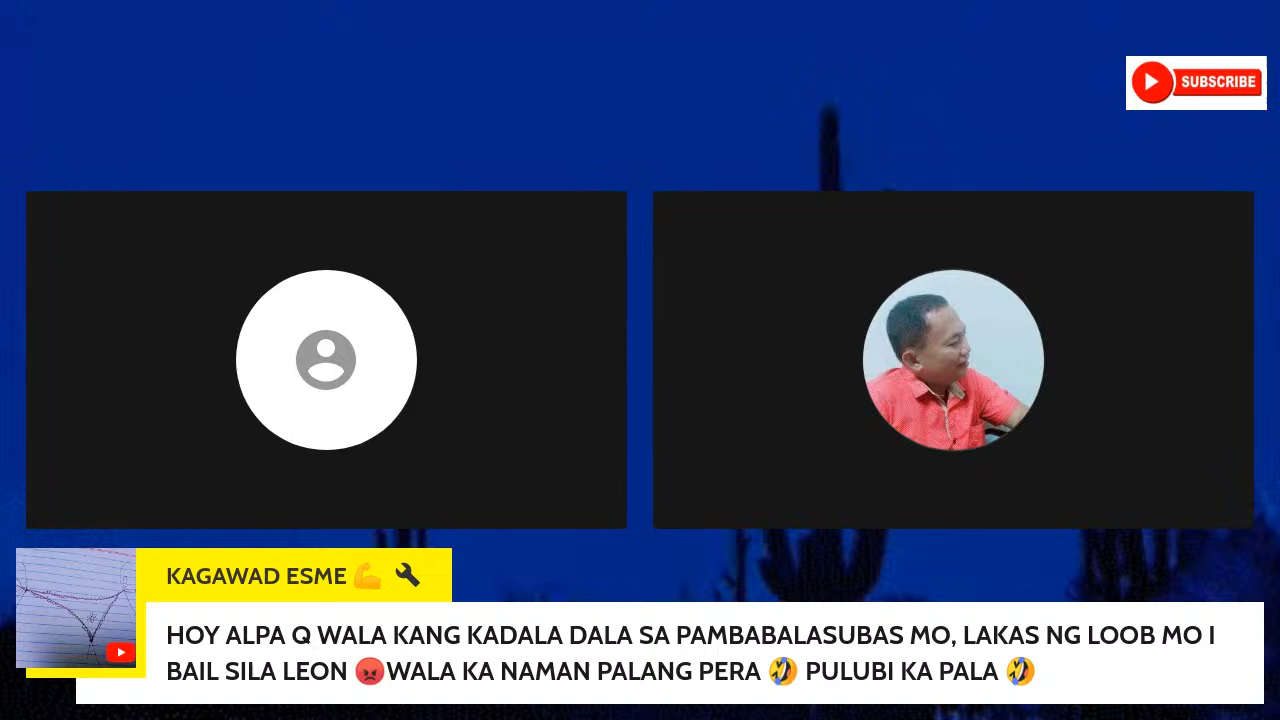 SUBSCRIBE
KAGAWAD ESME 💪 🔧
HOY ALPA Q WALA KANG KADALA DALA SA PAMBABALASUBAS MO, LAKAS NG LOOB MO I
BAIL SILA LEON 😡WALA KA NAMAN PALANG PERA 🤣 PULUBI KA PALA 🤣